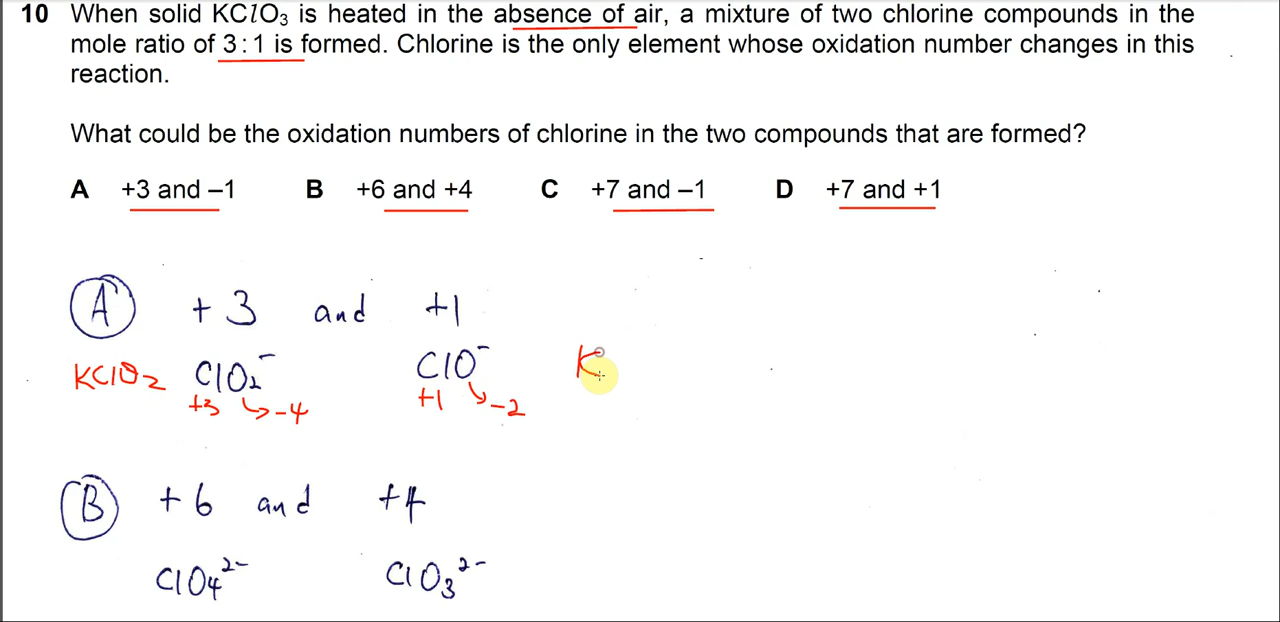 10 When solid KClO₃ is heated in the absence of air, a mixture of two chlorine compounds in the
mole ratio of 3 : 1 is formed. Chlorine is the only element whose oxidation number changes in this
reaction.
What could be the oxidation numbers of chlorine in the two compounds that are formed?
A +3 and –1 B +6 and +4 C +7 and –1 D +7 and +1
A +3 and +1
KClO₂ ClO₂⁻ ClO⁻ K
+3 ↳ -4 +1 ↘ -2
B +6 and +4
ClO₄²⁻ ClO₃²⁻